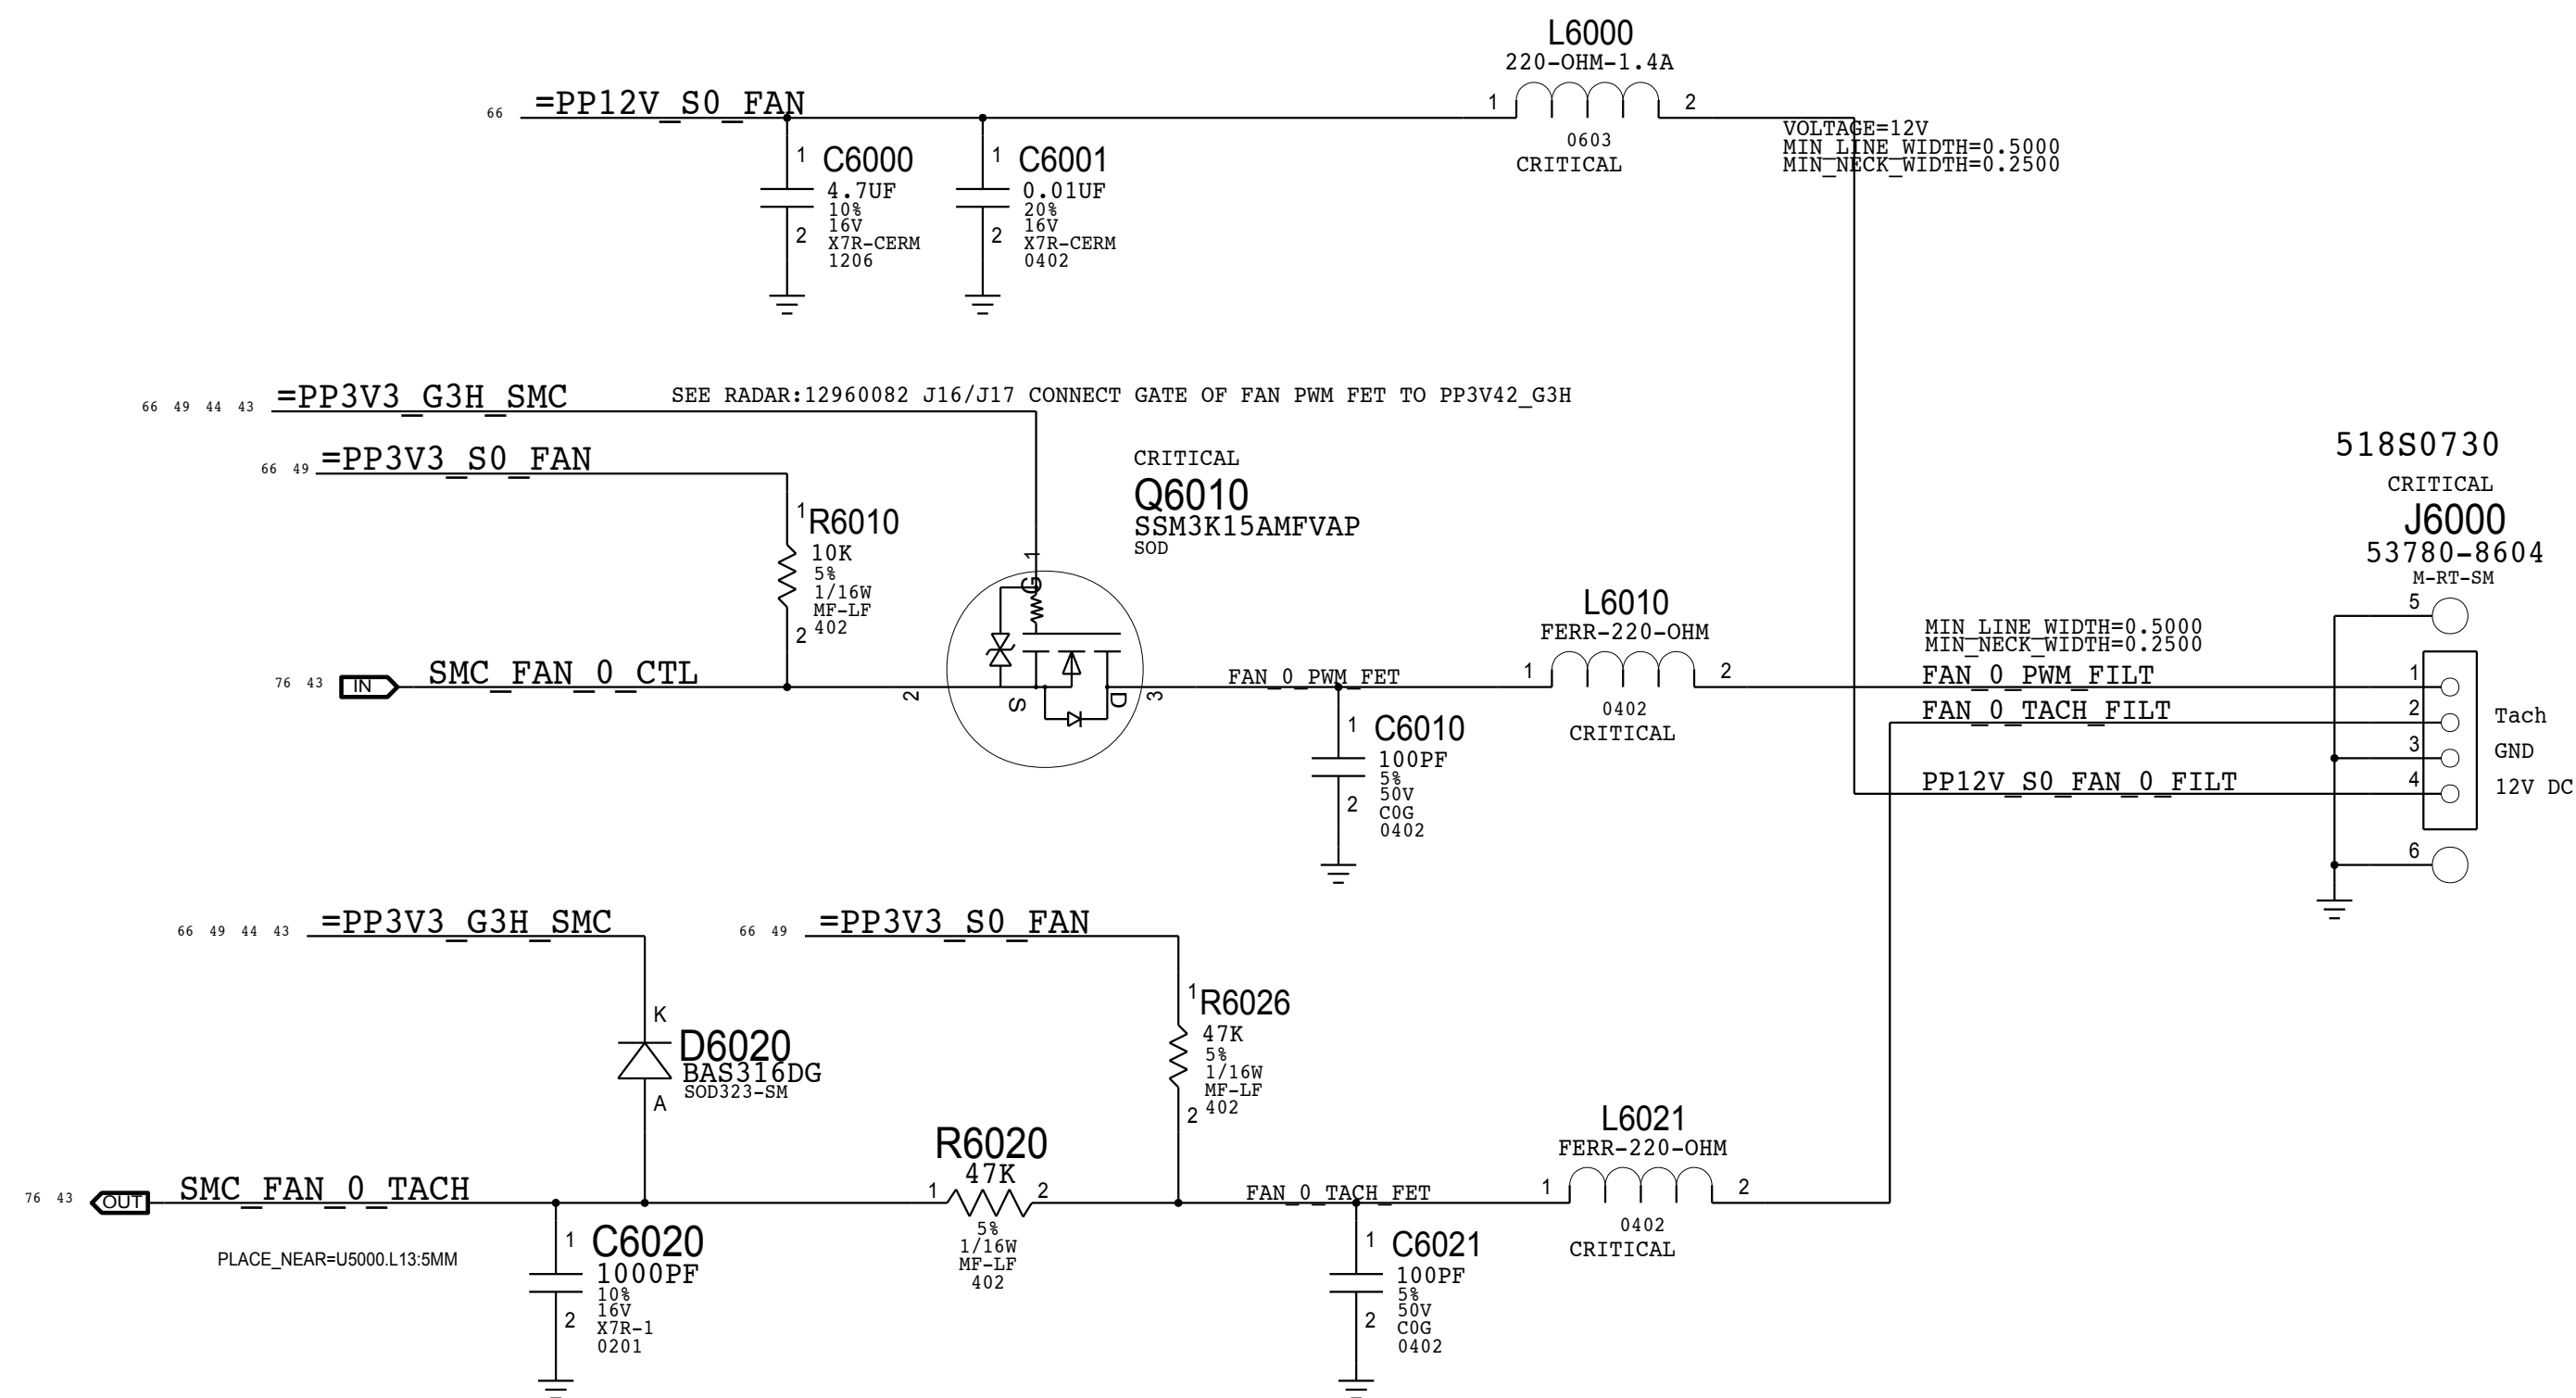 L6000
220-OHM-1.4A
1
2
0603
CRITICAL
66
=PP12V_S0_FAN
VOLTAGE=12V
MIN_LINE_WIDTH=0.5000
MIN_NECK_WIDTH=0.2500
1
C6000
4.7UF
10%
16V
X7R-CERM
1206
2
1
C6001
0.01UF
20%
16V
X7R-CERM
0402
2
66 49 44 43
=PP3V3_G3H_SMC
SEE RADAR:12960082 J16/J17 CONNECT GATE OF FAN PWM FET TO PP3V42_G3H
66 49
=PP3V3_S0_FAN
1
R6010
10K
5%
1/16W
MF-LF
402
2
CRITICAL
Q6010
SSM3K15AMFVAP
SOD
1
G
S
D
2
3
76 43
IN
SMC_FAN_0_CTL
FAN_0_PWM_FET
1
C6010
100PF
5%
50V
C0G
0402
2
L6010
FERR-220-OHM
1
2
0402
CRITICAL
MIN_LINE_WIDTH=0.5000
MIN_NECK_WIDTH=0.2500
FAN_0_PWM_FILT
FAN_0_TACH_FILT
PP12V_S0_FAN_0_FILT
518S0730
CRITICAL
J6000
53780-8604
M-RT-SM
5
1
2
Tach
3
GND
4
12V DC
6
66 49 44 43
=PP3V3_G3H_SMC
K
D6020
BAS316DG
SOD323-SM
A
66 49
=PP3V3_S0_FAN
1
R6026
47K
5%
1/16W
MF-LF
402
2
76 43
OUT
SMC_FAN_0_TACH
PLACE_NEAR=U5000.L13:5MM
1
C6020
1000PF
10%
16V
X7R-1
0201
2
R6020
47K
1
2
5%
1/16W
MF-LF
402
FAN_0_TACH_FET
1
C6021
100PF
5%
50V
C0G
0402
2
L6021
FERR-220-OHM
1
2
0402
CRITICAL